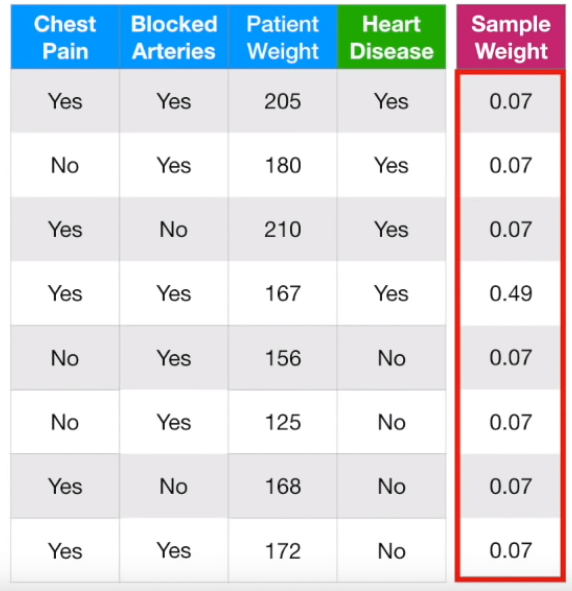 Chest Pain Blocked Arteries Patient Weight Heart Disease Sample Weight
Yes Yes 205 Yes 0.07
No Yes 180 Yes 0.07
Yes No 210 Yes 0.07
Yes Yes 167 Yes 0.49
No Yes 156 No 0.07
No Yes 125 No 0.07
Yes No 168 No 0.07
Yes Yes 172 No 0.07